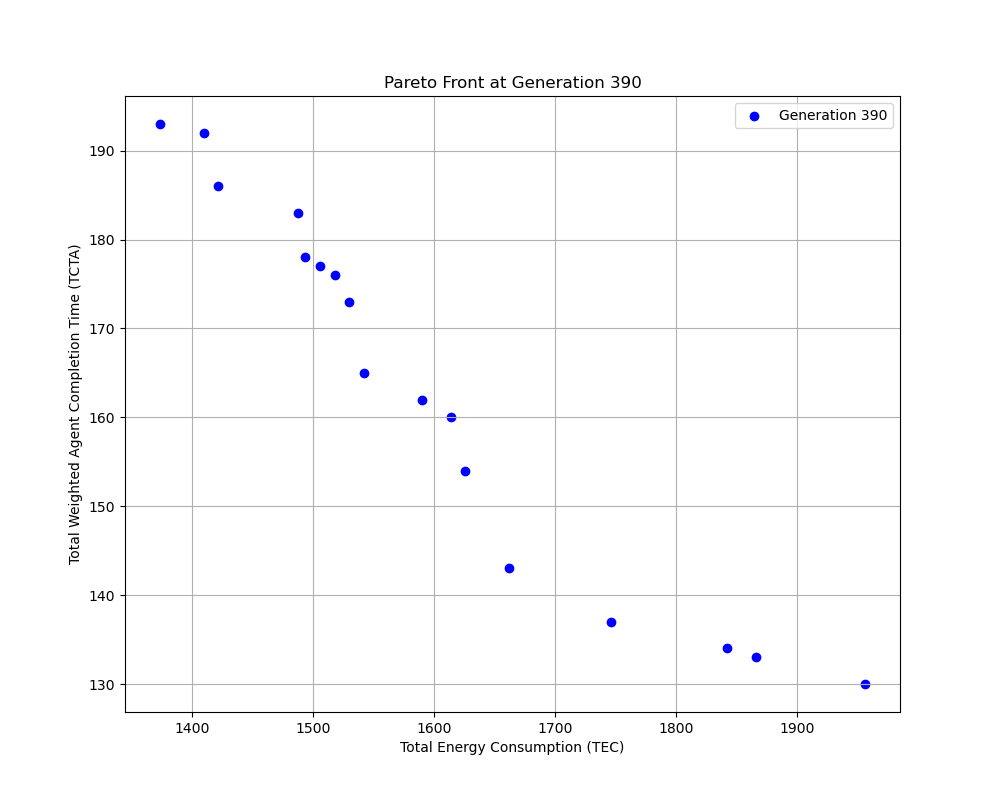 Pareto Front at Generation 390
Generation 390
190
180
170
160
150
140
130
Total Weighted Agent Completion Time (TCTA)
1400 1500 1600 1700 1800 1900
Total Energy Consumption (TEC)